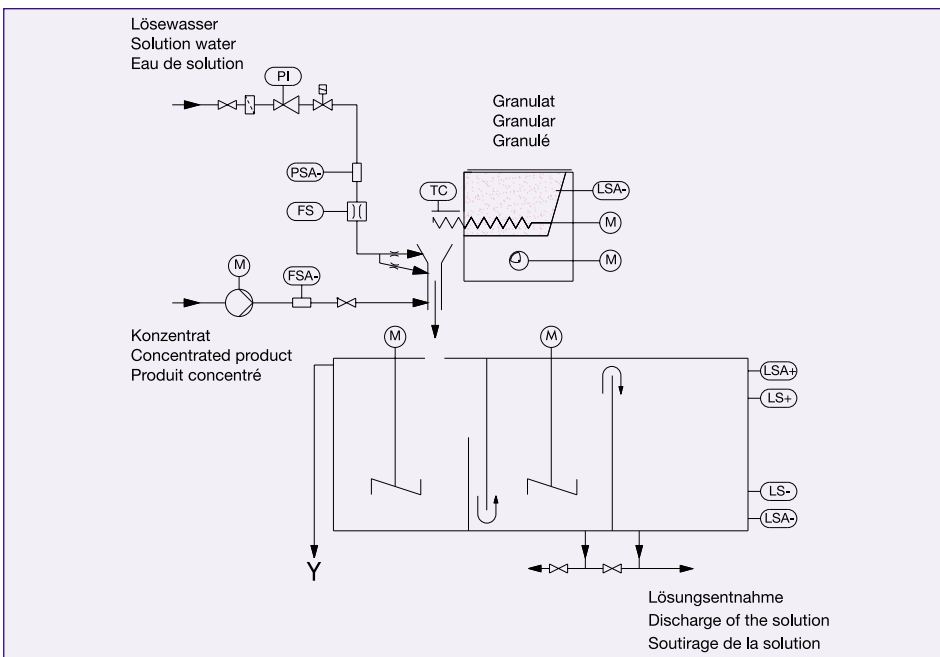 Lösewasser
Solution water
Eau de solution
PI
Granulat
Granular
Granulé
PSA-
TC
LSA-
FS
M
M
M
FSA-
Konzentrat
Concentrated product
Produit concentré
M
M
LSA+
LS+
LS-
LSA-
Y
Lösungsentnahme
Discharge of the solution
Soutirage de la solution